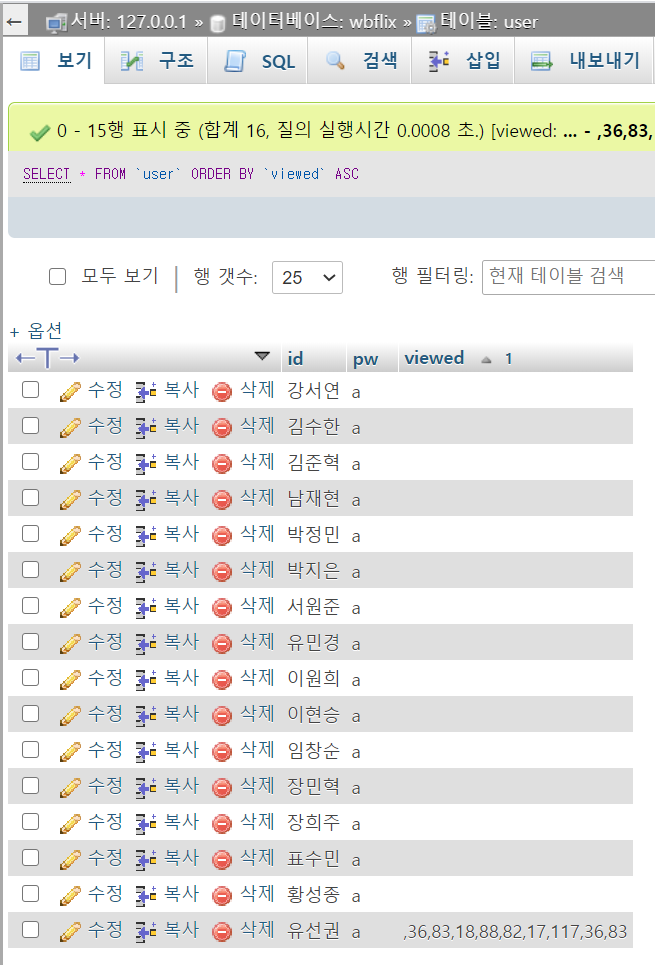 ← 서버: 127.0.0.1 » 데이터베이스: wbflix » 테이블: user
보기 구조 SQL 검색 삽입 내보내기
0 - 15행 표시 중 (합계 16, 질의 실행시간 0.0008 초.) [viewed: ... - ,36,83,
SELECT * FROM `user` ORDER BY `viewed` ASC
모두 보기 | 행 갯수: 25 행 필터링: 현재 테이블 검색
+ 옵션
←T→ id pw viewed 1
수정 복사 삭제 강서연 a
수정 복사 삭제 김수한 a
수정 복사 삭제 김준혁 a
수정 복사 삭제 남재현 a
수정 복사 삭제 박정민 a
수정 복사 삭제 박지은 a
수정 복사 삭제 서원준 a
수정 복사 삭제 유민경 a
수정 복사 삭제 이원희 a
수정 복사 삭제 이현승 a
수정 복사 삭제 임창순 a
수정 복사 삭제 장민혁 a
수정 복사 삭제 장희주 a
수정 복사 삭제 표수민 a
수정 복사 삭제 황성종 a
수정 복사 삭제 유선권 a ,36,83,18,88,82,17,117,36,83